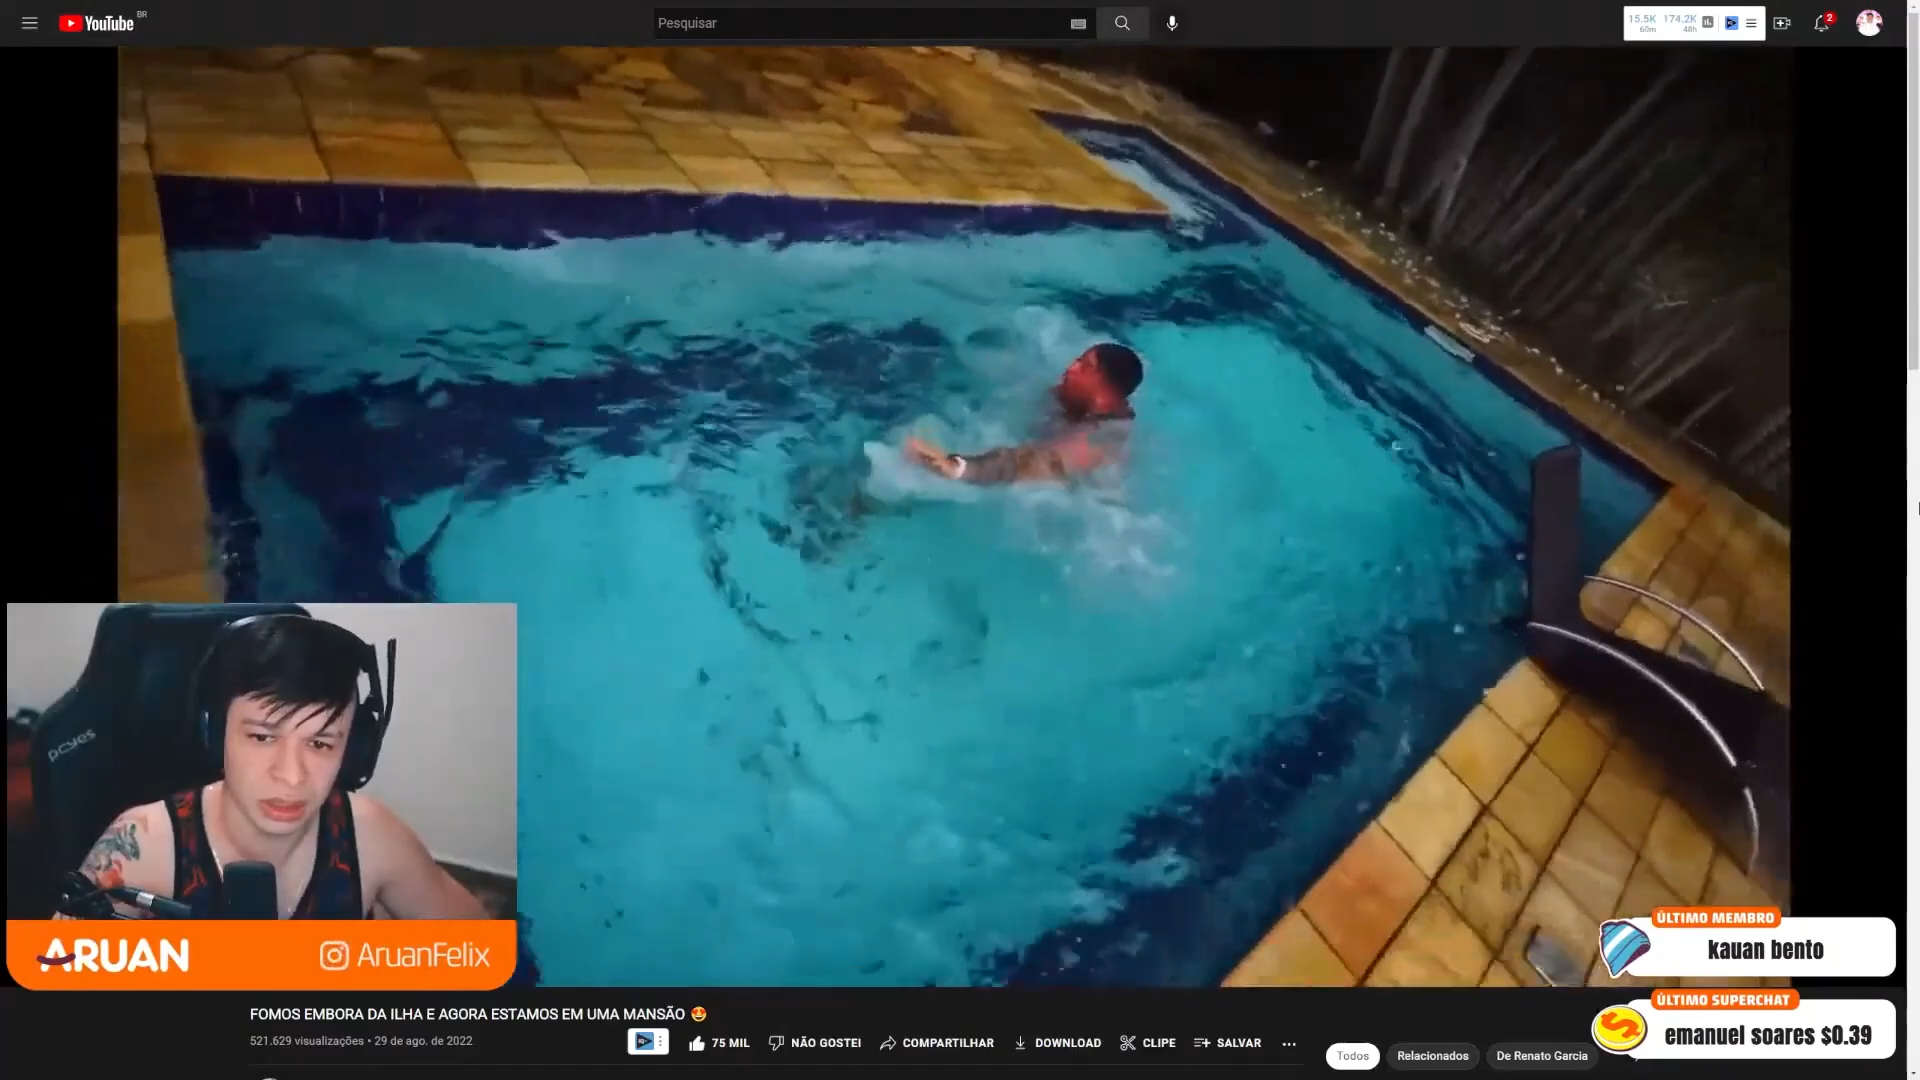 YouTube BR
Pesquisar
15.5K 174.2K
60m 48h
2
pcyes
ARUAN
AruanFelix
ÚLTIMO MEMBRO
kauan bento
ÚLTIMO SUPERCHAT
emanuel soares $0.39
FOMOS EMBORA DA ILHA E AGORA ESTAMOS EM UMA MANSÃO 🤩
521.629 visualizações • 29 de ago. de 2022
75 MIL
NÃO GOSTEI
COMPARTILHAR
DOWNLOAD
CLIPE
SALVAR
Todos
Relacionados
De Renato Garcia